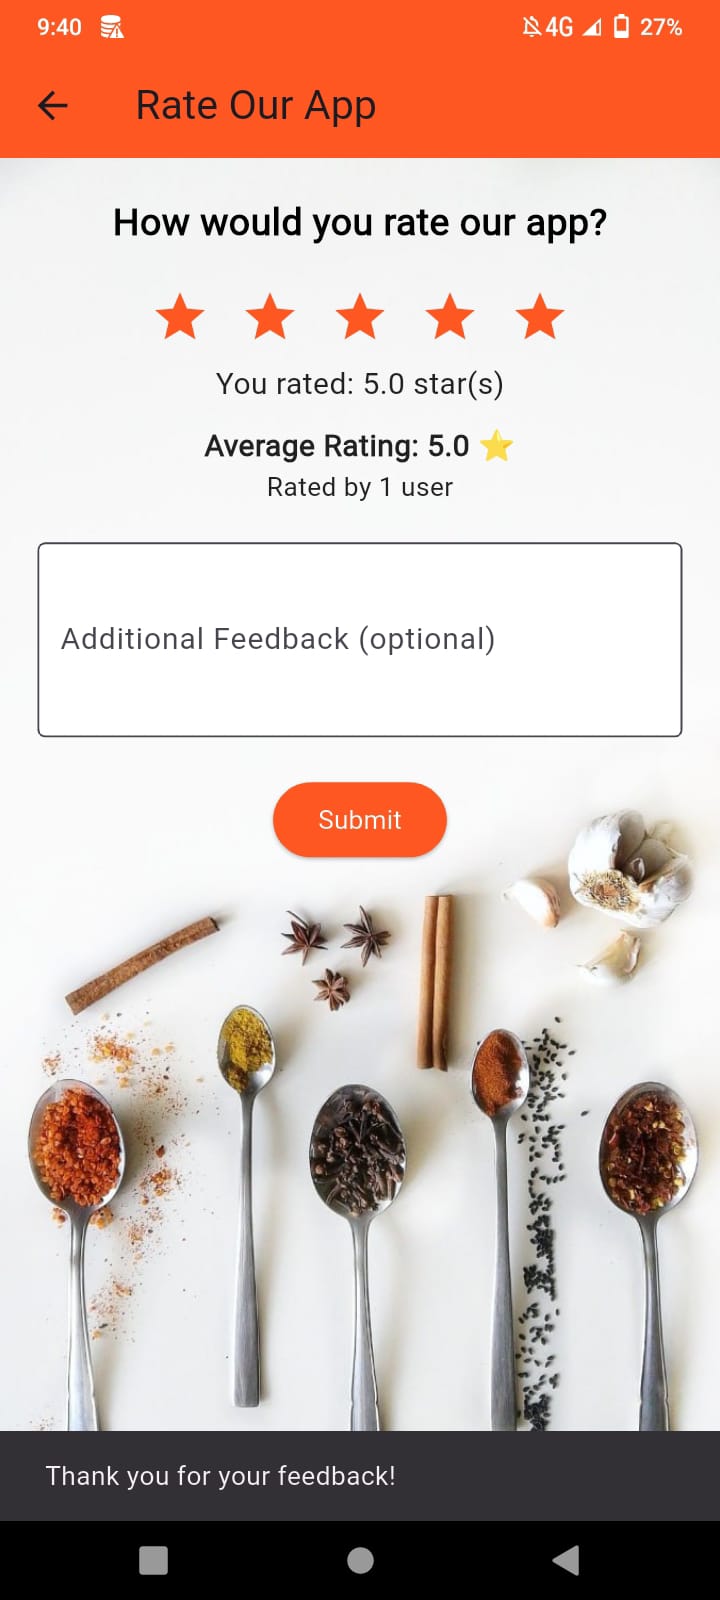 9:40 4G 27%
Rate Our App
How would you rate our app?
You rated: 5.0 star(s)
Average Rating: 5.0 ⭐
Rated by 1 user
Additional Feedback (optional)
Submit
Thank you for your feedback!